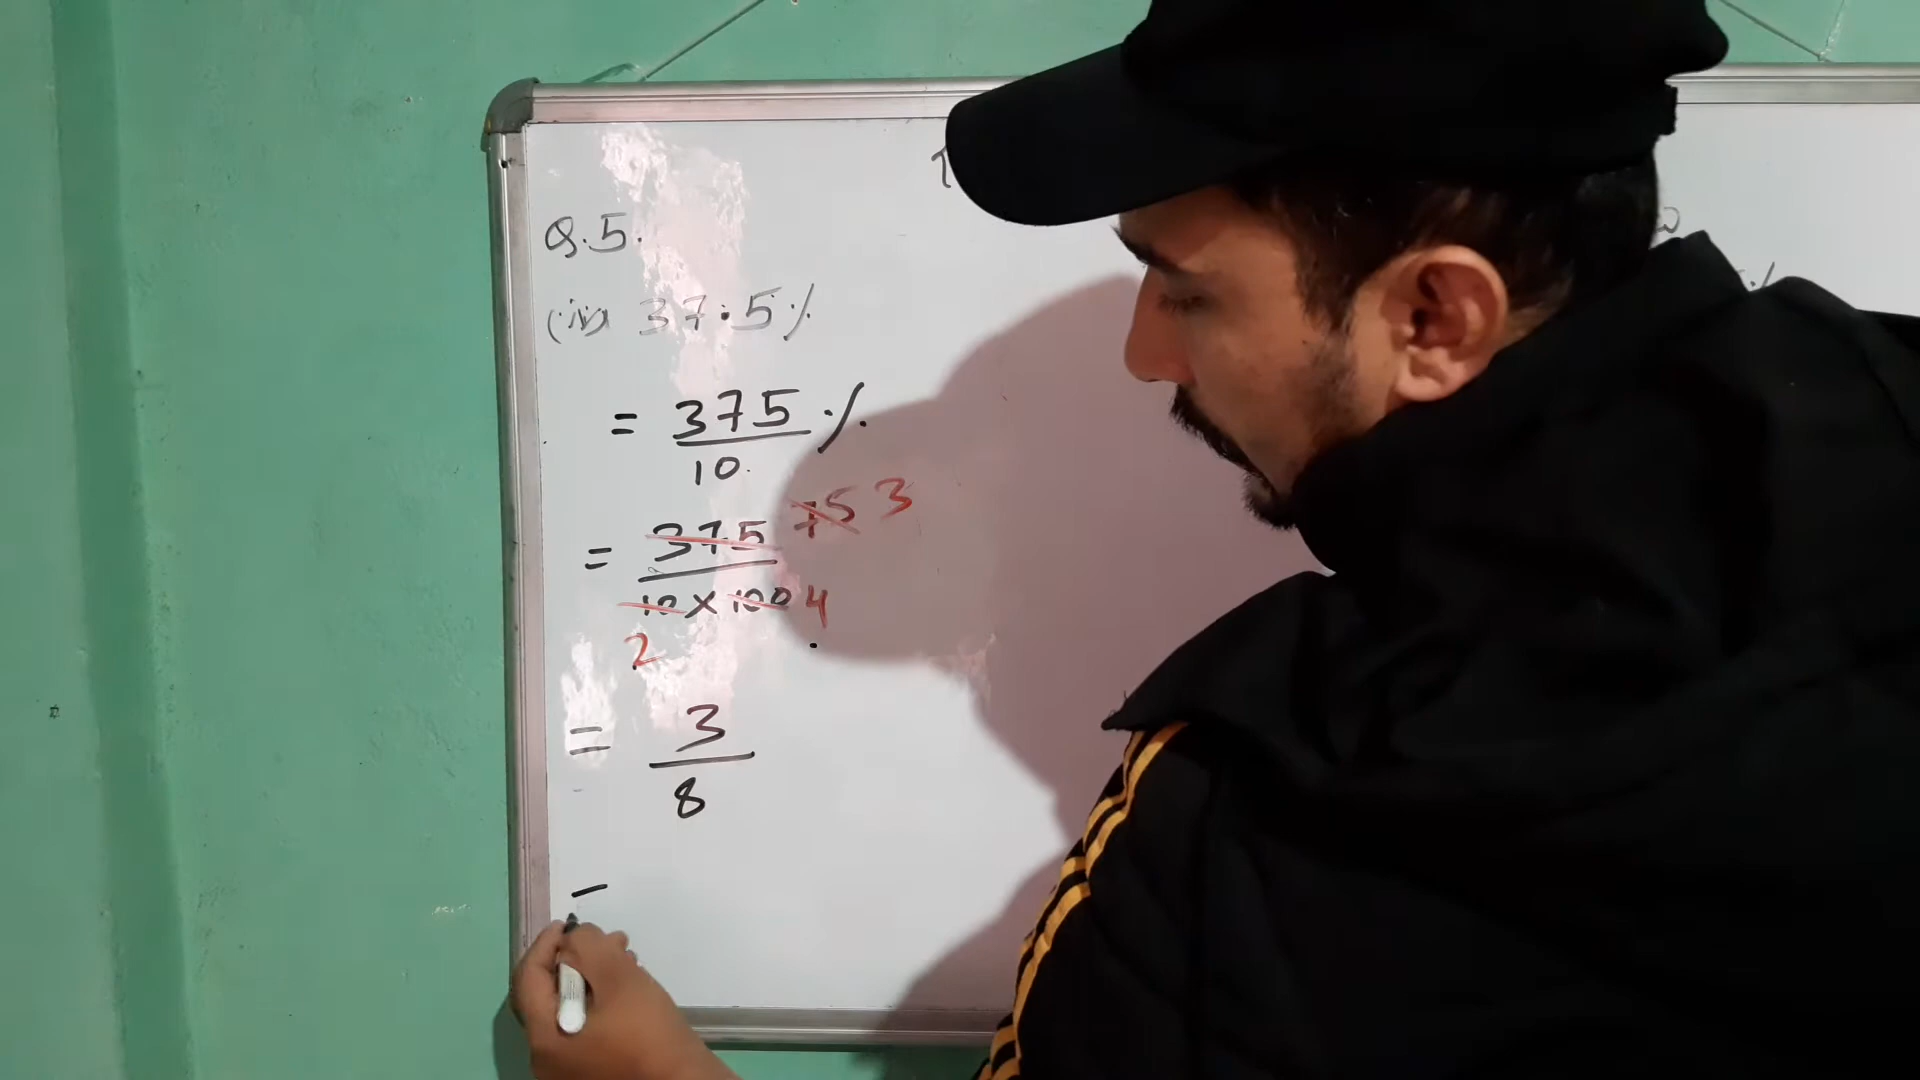 Q.5.
(iv) 37.5%
= 375/10 %
= 375/10×100 75 3 4 2
= 3/8